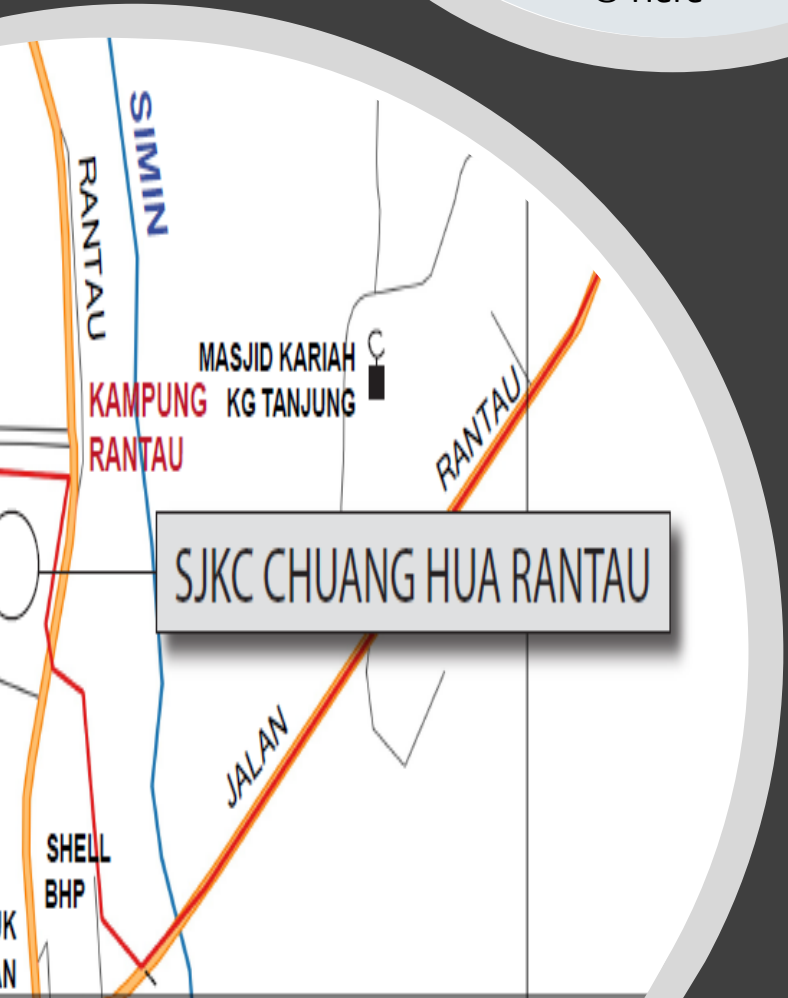 SIMIN
RANTAU
MASJID KARIAH
KG TANJUNG
KAMPUNG
RANTAU
RANTAU
SJKC CHUANG HUA RANTAU
JALAN
SHELL
BHP